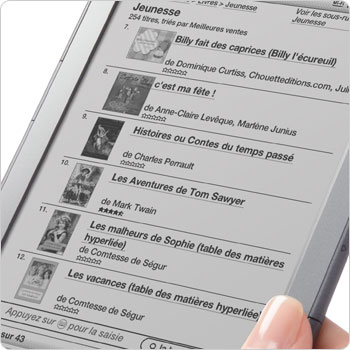 › Livres › Jeunesse
Jeunesse
Voir les sous-ru
254 titres, triés par Meilleures ventes
Jeunesse
7.
Billy fait des caprices (Billy l'écureuil)
de Dominique Curtiss, Chouetteditions.com, Juli
☆☆☆☆☆
8.
c'est ma fête !
de Anne-Claire Levêque, Marlène Junius
☆☆☆☆☆
9.
Histoires ou Contes du temps passé
de Charles Perrault
☆☆☆☆☆
10.
Les Aventures de Tom Sawyer
de Mark Twain
11.
Les malheurs de Sophie (table des matières
hyperliée)
de Comtesse de Ségur
☆☆☆☆☆
12.
Les vacances (table des matières
hyperliée)
de Comtesse de Ségur
☆☆☆☆☆
Appuyez sur pour la saisie
sur 43